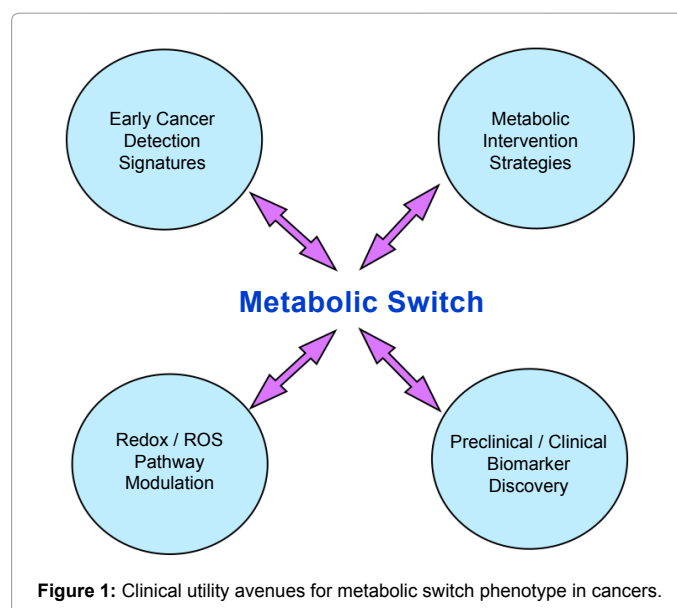 Early Cancer
Detection
Signatures
Metabolic
Intervention
Strategies
Metabolic Switch
Redox / ROS
Pathway
Modulation
Preclinical / Clinical
Biomarker
Discovery
Figure 1: Clinical utility avenues for metabolic switch phenotype in cancers.